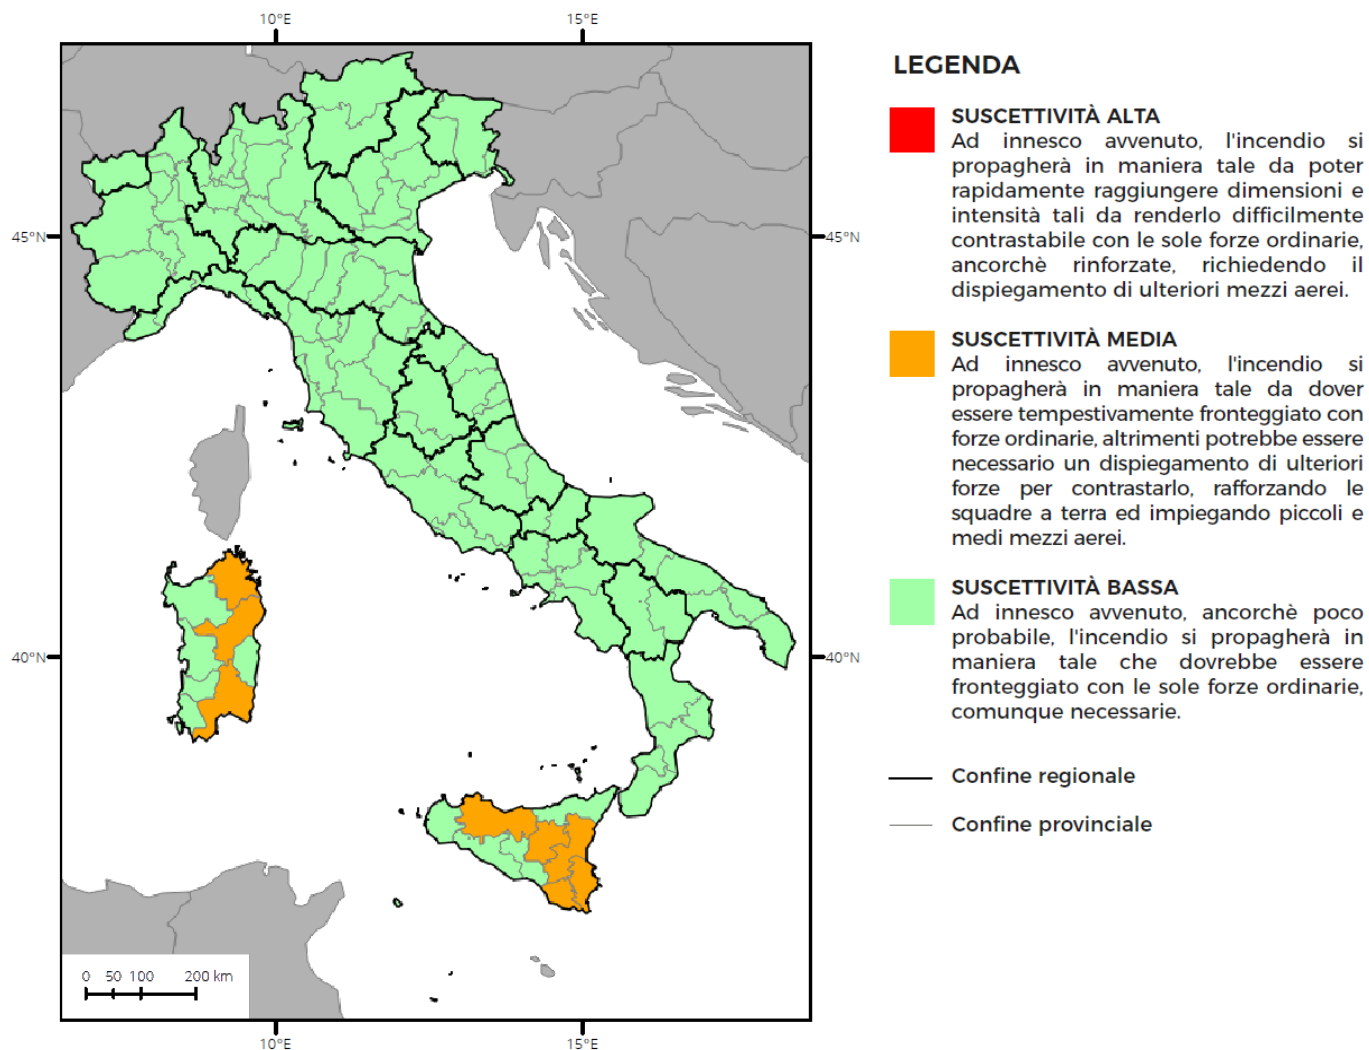 10°E 15°E
45°N 45°N
40°N 40°N
0 50 100 200 km
10°E 15°E
LEGENDA
SUSCETTIVITÀ ALTA
Ad innesco avvenuto, l'incendio si
propagherà in maniera tale da poter
rapidamente raggiungere dimensioni e
intensità tali da renderlo difficilmente
contrastabile con le sole forze ordinarie,
ancorchè rinforzate, richiedendo il
dispiegamento di ulteriori mezzi aerei.
SUSCETTIVITÀ MEDIA
Ad innesco avvenuto, l'incendio si
propagherà in maniera tale da dover
essere tempestivamente fronteggiato con
forze ordinarie, altrimenti potrebbe essere
necessario un dispiegamento di ulteriori
forze per contrastarlo, rafforzando le
squadre a terra ed impiegando piccoli e
medi mezzi aerei.
SUSCETTIVITÀ BASSA
Ad innesco avvenuto, ancorchè poco
probabile, l'incendio si propagherà in
maniera tale che dovrebbe essere
fronteggiato con le sole forze ordinarie,
comunque necessarie.
Confine regionale
Confine provinciale